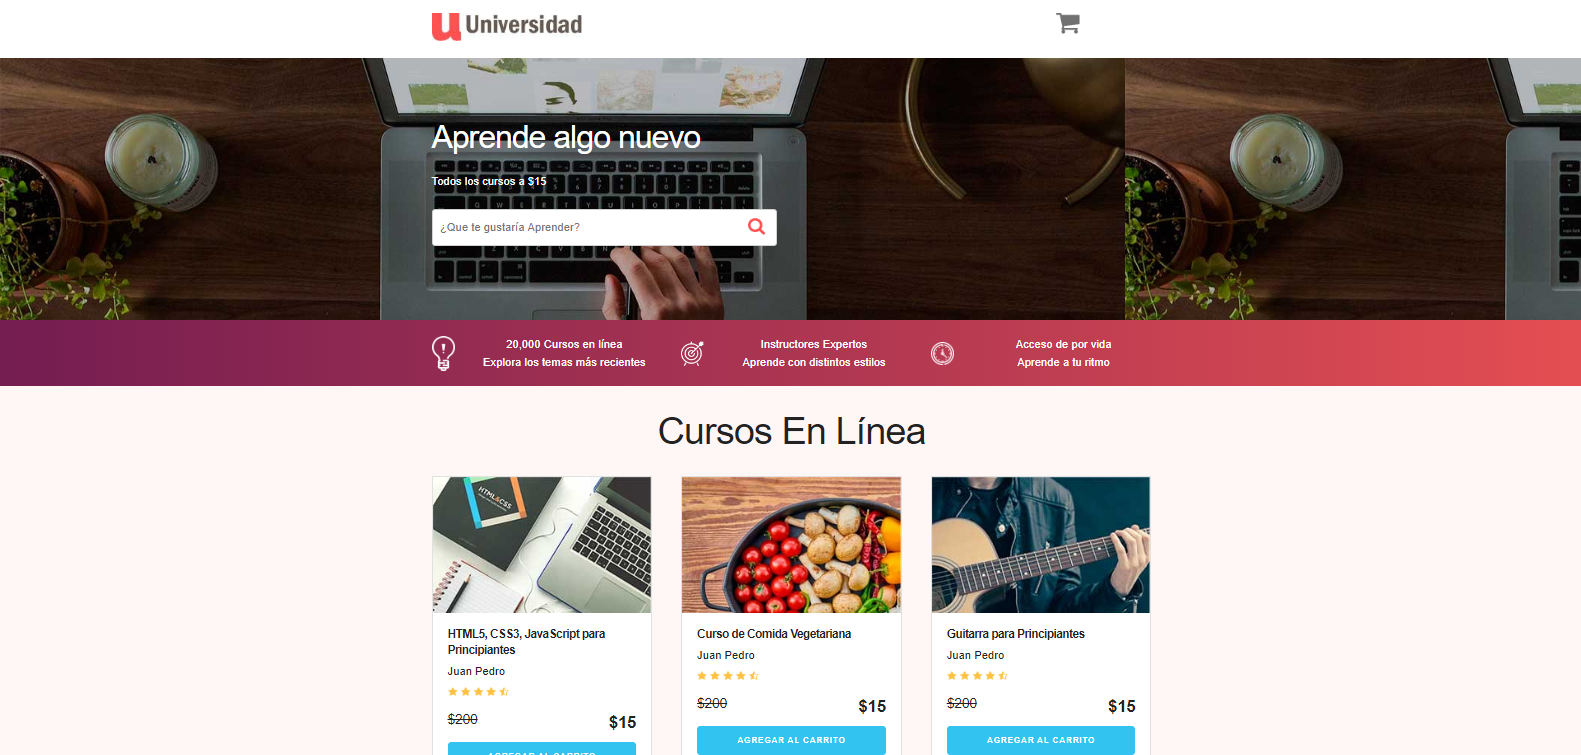 Universidad
Aprende algo nuevo
Todos los cursos a $15
¿Que te gustaría Aprender?
20,000 Cursos en línea
Explora los temas más recientes
Instructores Expertos
Aprende con distintos estilos
Acceso de por vida
Aprende a tu ritmo
Cursos En Línea
HTML&CSS
HTML5, CSS3, JavaScript para
Principiantes
Juan Pedro
$200 $15
AGREGAR AL CARRITO
Curso de Comida Vegetariana
Juan Pedro
$200 $15
AGREGAR AL CARRITO
Guitarra para Principiantes
Juan Pedro
$200 $15
AGREGAR AL CARRITO